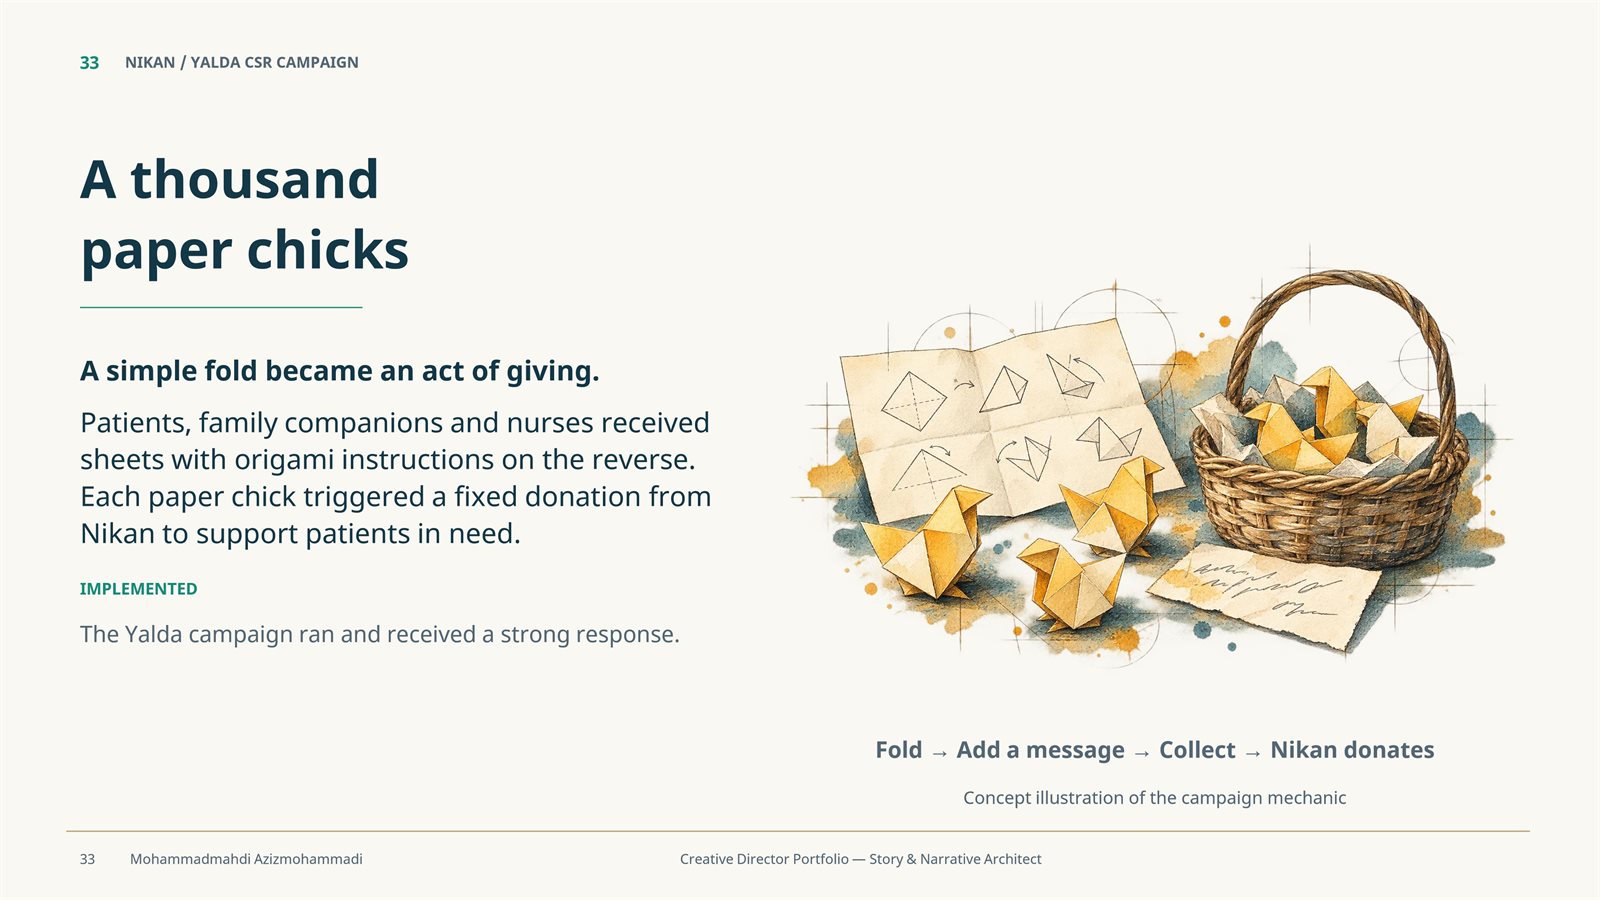 33 NIKAN / YALDA CSR CAMPAIGN
A thousand
paper chicks
A simple fold became an act of giving.
Patients, family companions and nurses received
sheets with origami instructions on the reverse.
Each paper chick triggered a fixed donation from
Nikan to support patients in need.
IMPLEMENTED
The Yalda campaign ran and received a strong response.
Fold → Add a message → Collect → Nikan donates
Concept illustration of the campaign mechanic
33 Mohammadmahdi Azizmohammadi Creative Director Portfolio — Story & Narrative Architect